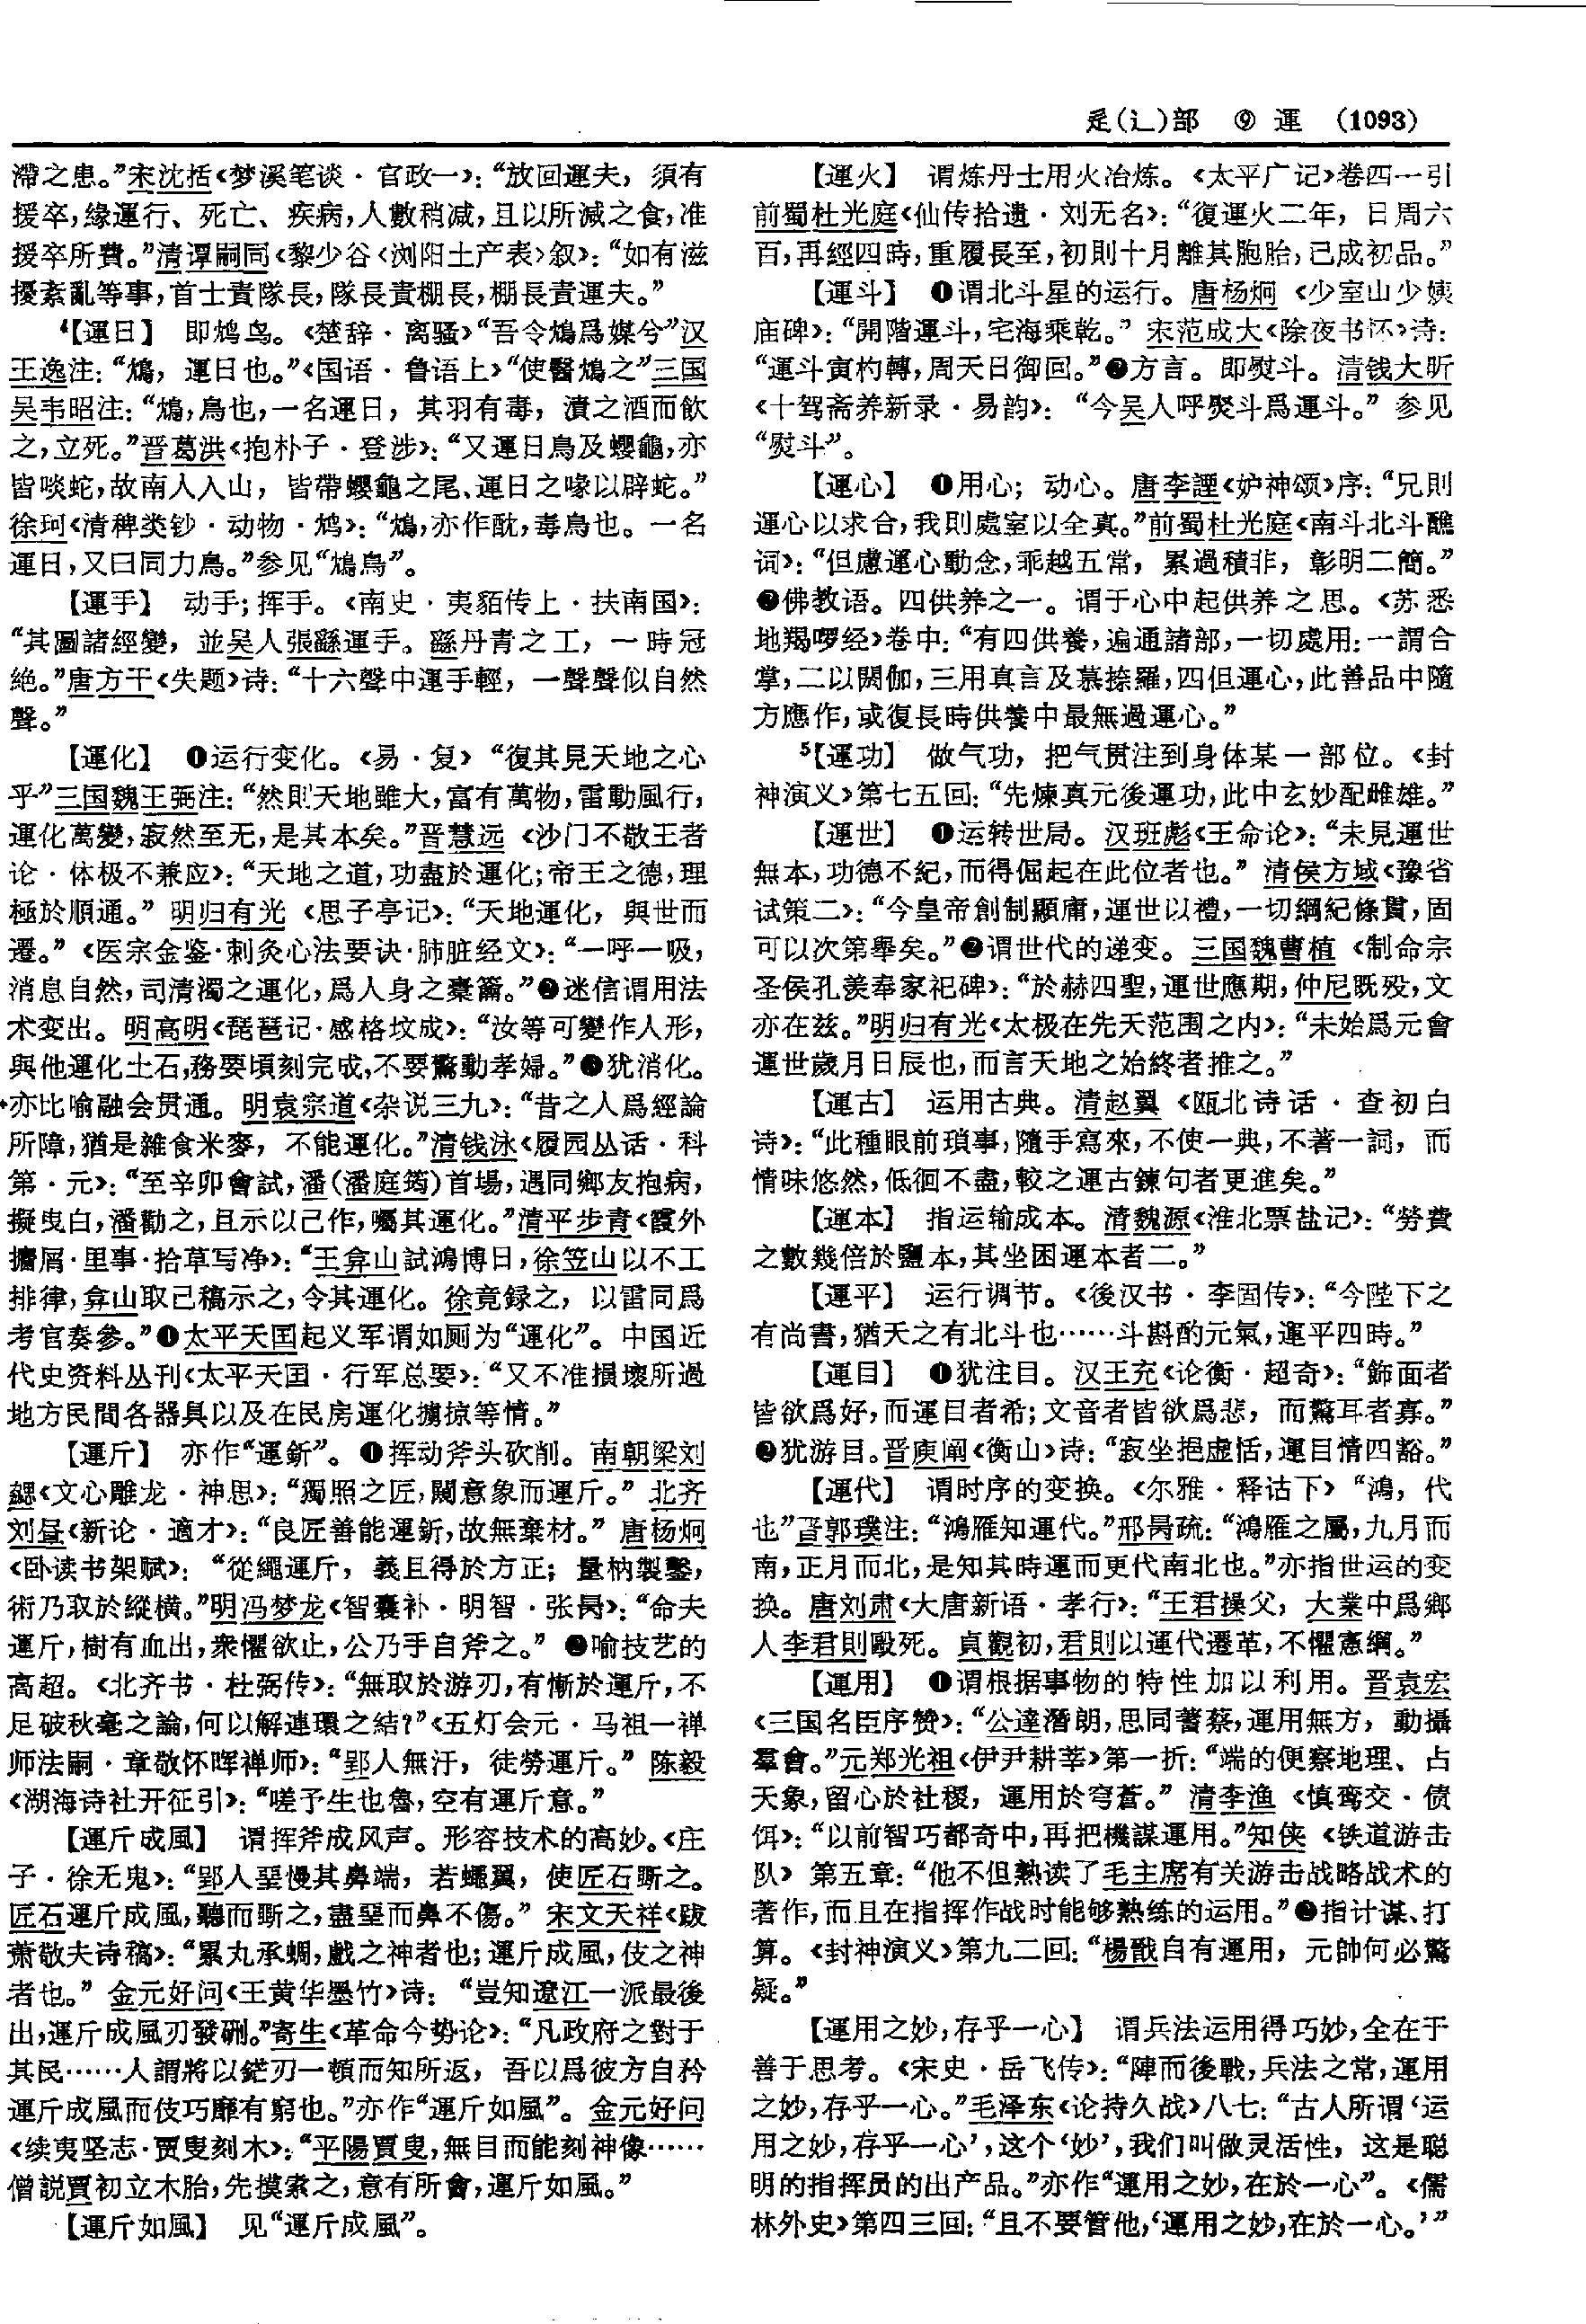 辵(辶)部 ⑨ 運 (1093)
滯之患。”宋沈括《梦溪笔谈·官政一》：“放回運夫，須有
援卒，缘運行、死亡、疾病，人數稍减，且以所減之食，准
援卒所費。”清谭嗣同《黎少谷〈浏阳土产表〉叙》：“如有滋
擾紊亂等事，首士責隊長，隊長責棚長，棚長責運夫。”
⁴【運日】 即鸩鸟。《楚辞·离骚》“吾令鴆爲媒兮”汉
王逸注：“鴆，運日也。”《国语·鲁语上》“使醫鴆之”三国
吴韦昭注：“鴆，鳥也，一名運日，其羽有毒，漬之酒而飲
之，立死。”晋葛洪《抱朴子·登涉》：“又運日鳥及蠳龜，亦
皆啖蛇，故南人入山，皆帶蠳龜之尾、運日之喙以辟蛇。”
徐珂《清稗类钞·动物·鸩》：“鴆，亦作酖，毒鳥也。一名
運日，又曰同力鳥。”参见“鴆鳥”。
【運手】 动手；挥手。《南史·夷貊传上·扶南国》：
“其圖諸經變，並吴人張繇運手。繇丹青之工，一時冠
絶。”唐方干《失题》诗：“十六聲中運手輕，一聲聲似自然
聲。”
【運化】 ❶运行变化。《易·复》“復其見天地之心
乎”三国魏王弼注：“然則天地雖大，富有萬物，雷動風行，
運化萬變，寂然至无，是其本矣。”晋慧远《沙门不敬王者
论·体极不兼应》：“天地之道，功盡於運化；帝王之德，理
極於順通。”明归有光《思子亭记》：“天地運化，與世而
遷。”《医宗金鉴·刺灸心法要诀·肺脏经文》：“一呼一吸，
消息自然，司清濁之運化，爲人身之橐籥。”❷迷信谓用法
术变出。明高明《琵琶记·感格坟成》：“汝等可變作人形，
與他運化土石，務要頃刻完成，不要驚動孝婦。”❸犹消化。
亦比喻融会贯通。明袁宗道《杂说三九》：“昔之人爲經論
所障，猶是雜食米麥，不能運化。”清钱泳《履园丛话·科
第·元》：“至辛卯會試，潘（潘庭筠）首場，遇同鄉友抱病，
擬曳白，潘勸之，且示以己作，囑其運化。”清平步青《霞外
攟屑·里事·拾草写净》：“王弇山試鴻博日，徐笠山以不工
排律，弇山取己稿示之，令其運化。徐竟録之，以雷同爲
考官奏參。”❹太平天国起义军谓如厕为“運化”。中国近
代史资料丛刊《太平天国·行军总要》：“又不准損壞所過
地方民間各器具以及在民房運化擄掠等情。”
【運斤】 亦作“運釿”。❶挥动斧头砍削。南朝梁刘
勰《文心雕龙·神思》：“獨照之匠，闚意象而運斤。”北齐
刘昼《新论·適才》：“良匠善能運釿，故無棄材。”唐杨炯
《卧读书架赋》：“從繩運斤，義且得於方正；量枘製鑿，
術乃取於縱横。”明冯梦龙《智囊补·明智·张昺》：“命夫
運斤，樹有血出，衆懼欲止，公乃手自斧之。”❷喻技艺的
高超。《北齐书·杜弼传》：“無取於游刃，有慚於運斤，不
足破秋毫之論，何以解連環之結？”《五灯会元·马祖一禅
师法嗣·章敬怀晖禅师》：“郢人無汙，徒勞運斤。”陈毅
《湖海诗社开征引》：“嗟予生也魯，空有運斤意。”
【運斤成風】 谓挥斧成风声。形容技术的高妙。《庄
子·徐无鬼》：“郢人堊慢其鼻端，若蠅翼，使匠石斲之。
匠石運斤成風，聽而斲之，盡堊而鼻不傷。”宋文天祥《跋
萧敬夫诗稿》：“累丸承蜩，戲之神者也；運斤成風，伎之神
者也。”金元好问《王黄华墨竹》诗：“豈知遼江一派最後
出，運斤成風刃發硎。”寄生《革命今势论》：“凡政府之對于
其民……人謂將以鋩刃一頓而知所返，吾以爲彼方自矜
運斤成風而伎巧靡有窮也。”亦作“運斤如風”。金元好问
《续夷坚志·贾叟刻木》：“平陽賈叟，無目而能刻神像……
僧説賈初立木胎，先摸索之，意有所會，運斤如風。”
【運斤如風】 见“運斤成風”。
【運火】 谓炼丹士用火冶炼。《太平广记》卷四一引
前蜀杜光庭《仙传拾遗·刘无名》：“復運火二年，日周六
百，再經四時，重履長至，初則十月離其胞胎，已成初品。”
【運斗】 ❶谓北斗星的运行。唐杨炯《少室山少姨
庙碑》：“開階運斗，宅海乘乾。”宋范成大《除夜书怀》诗：
“運斗寅杓轉，周天日御回。”❷方言。即熨斗。清钱大昕
《十驾斋养新录·易韵》：“今吴人呼熨斗爲運斗。”参见
“熨斗”。
【運心】 ❶用心；动心。唐李諲《妒神颂》序：“兄則
運心以求合，我則處室以全真。”前蜀杜光庭《南斗北斗醮
词》：“但慮運心動念，乖越五常，累過積非，彰明二簡。”
❷佛教语。四供养之一。谓于心中起供养之思。《苏悉
地羯啰经》卷中：“有四供養，遍通諸部，一切處用：一謂合
掌，二以閼伽，三用真言及慕捺羅，四但運心，此善品中隨
方應作，或復長時供養中最無過運心。”
⁵【運功】 做气功，把气贯注到身体某一部位。《封
神演义》第七五回：“先煉真元後運功，此中玄妙配雌雄。”
【運世】 ❶运转世局。汉班彪《王命论》：“未見運世
無本，功德不紀，而得倔起在此位者也。”清侯方域《豫省
试策二》：“今皇帝創制顯庸，運世以禮，一切綱紀條貫，固
可以次第舉矣。”❷谓世代的递变。三国魏曹植《制命宗
圣侯孔羡奉家祀碑》：“於赫四聖，運世應期，仲尼既殁，文
亦在兹。”明归有光《太极在先天范围之内》：“未始爲元會
運世歲月日辰也，而言天地之始終者推之。”
【運古】 运用古典。清赵翼《瓯北诗话·查初白
诗》：“此種眼前瑣事，隨手寫來，不使一典，不著一詞，而
情味悠然，低徊不盡，較之運古鍊句者更進矣。”
【運本】 指运输成本。清魏源《淮北票盐记》：“勞費
之數幾倍於鹽本，其坐困運本者二。”
【運平】 运行调节。《後汉书·李固传》：“今陛下之
有尚書，猶天之有北斗也……斗斟酌元氣，運平四時。”
【運目】 ❶犹注目。汉王充《论衡·超奇》：“飾面者
皆欲爲好，而運目者希；文音者皆欲爲悲，而驚耳者寡。”
❷犹游目。晋庾阐《衡山》诗：“寂坐挹虚恬，運目情四豁。”
【運代】 谓时序的变换。《尔雅·释诂下》“鴻，代
也”晋郭璞注：“鴻雁知運代。”邢昺疏：“鴻雁之屬，九月而
南，正月而北，是知其時運而更代南北也。”亦指世运的变
换。唐刘肃《大唐新语·孝行》：“王君操父，大業中爲鄉
人李君則毆死。貞觀初，君則以運代遷革，不懼憲綱。”
【運用】 ❶谓根据事物的特性加以利用。晋袁宏
《三国名臣序赞》：“公達潛朗，思同蓍蔡，運用無方，動攝
羣會。”元郑光祖《伊尹耕莘》第一折：“端的便察地理、占
天象，留心於社稷，運用於穹蒼。”清李渔《慎鸾交·债
饵》：“以前智巧都奇中，再把機謀運用。”知侠《铁道游击
队》第五章：“他不但熟读了毛主席有关游击战略战术的
著作，而且在指挥作战时能够熟练的运用。”❷指计谋、打
算。《封神演义》第九二回：“楊戩自有運用，元帥何必驚
疑。”
【運用之妙，存乎一心】 谓兵法运用得巧妙，全在于
善于思考。《宋史·岳飞传》：“陣而後戰，兵法之常，運用
之妙，存乎一心。”毛泽东《论持久战》八七：“古人所谓‘运
用之妙，存乎一心’，这个‘妙’，我们叫做灵活性，这是聪
明的指挥员的出产品。”亦作“運用之妙，在於一心”。《儒
林外史》第四三回：“且不要管他，‘運用之妙，在於一心。’”